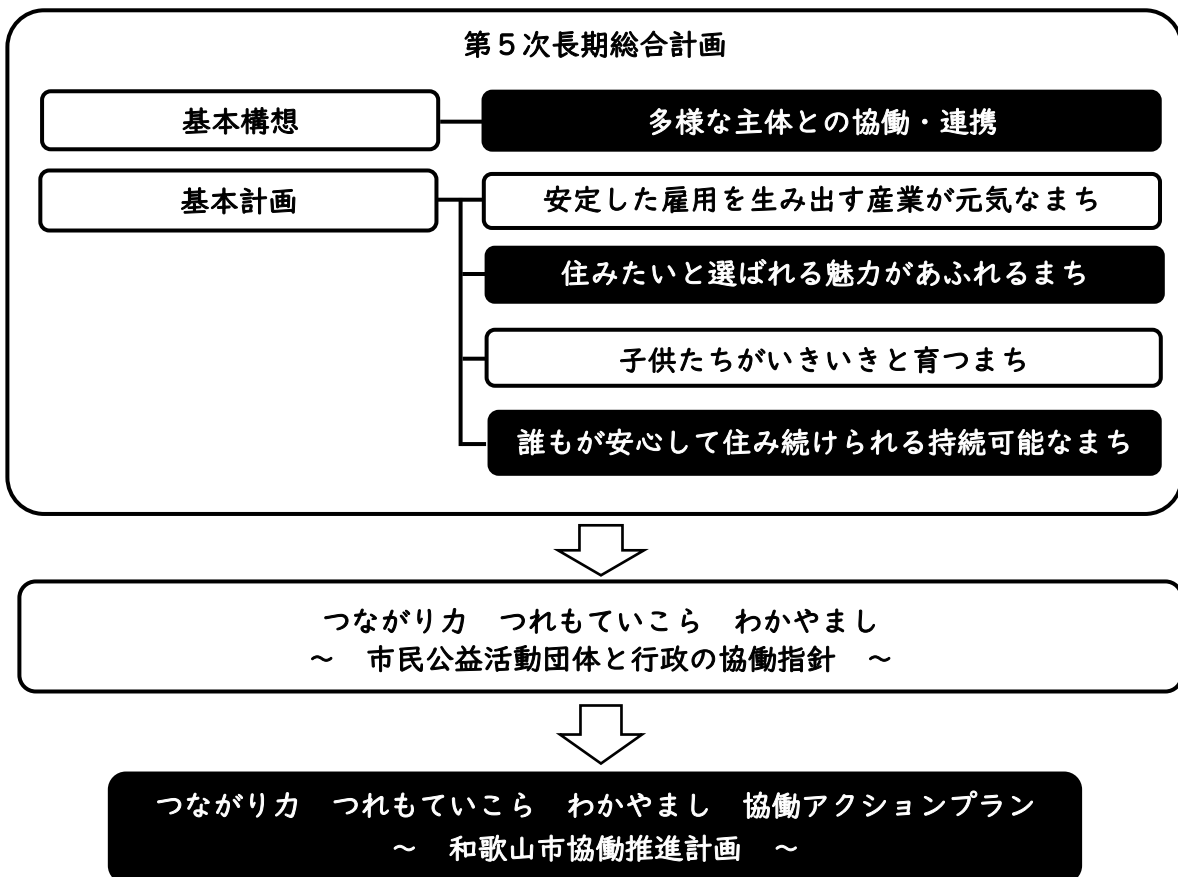 第５次長期総合計画
基本構想
多様な主体との協働・連携
基本計画
安定した雇用を生み出す産業が元気なまち
住みたいと選ばれる魅力があふれるまち
子供たちがいきいきと育つまち
誰もが安心して住み続けられる持続可能なまち
つながり力　つれもていこら　わかやまし
～　市民公益活動団体と行政の協働指針　～
つながり力　つれもていこら　わかやまし　協働アクションプラン
～　和歌山市協働推進計画　～